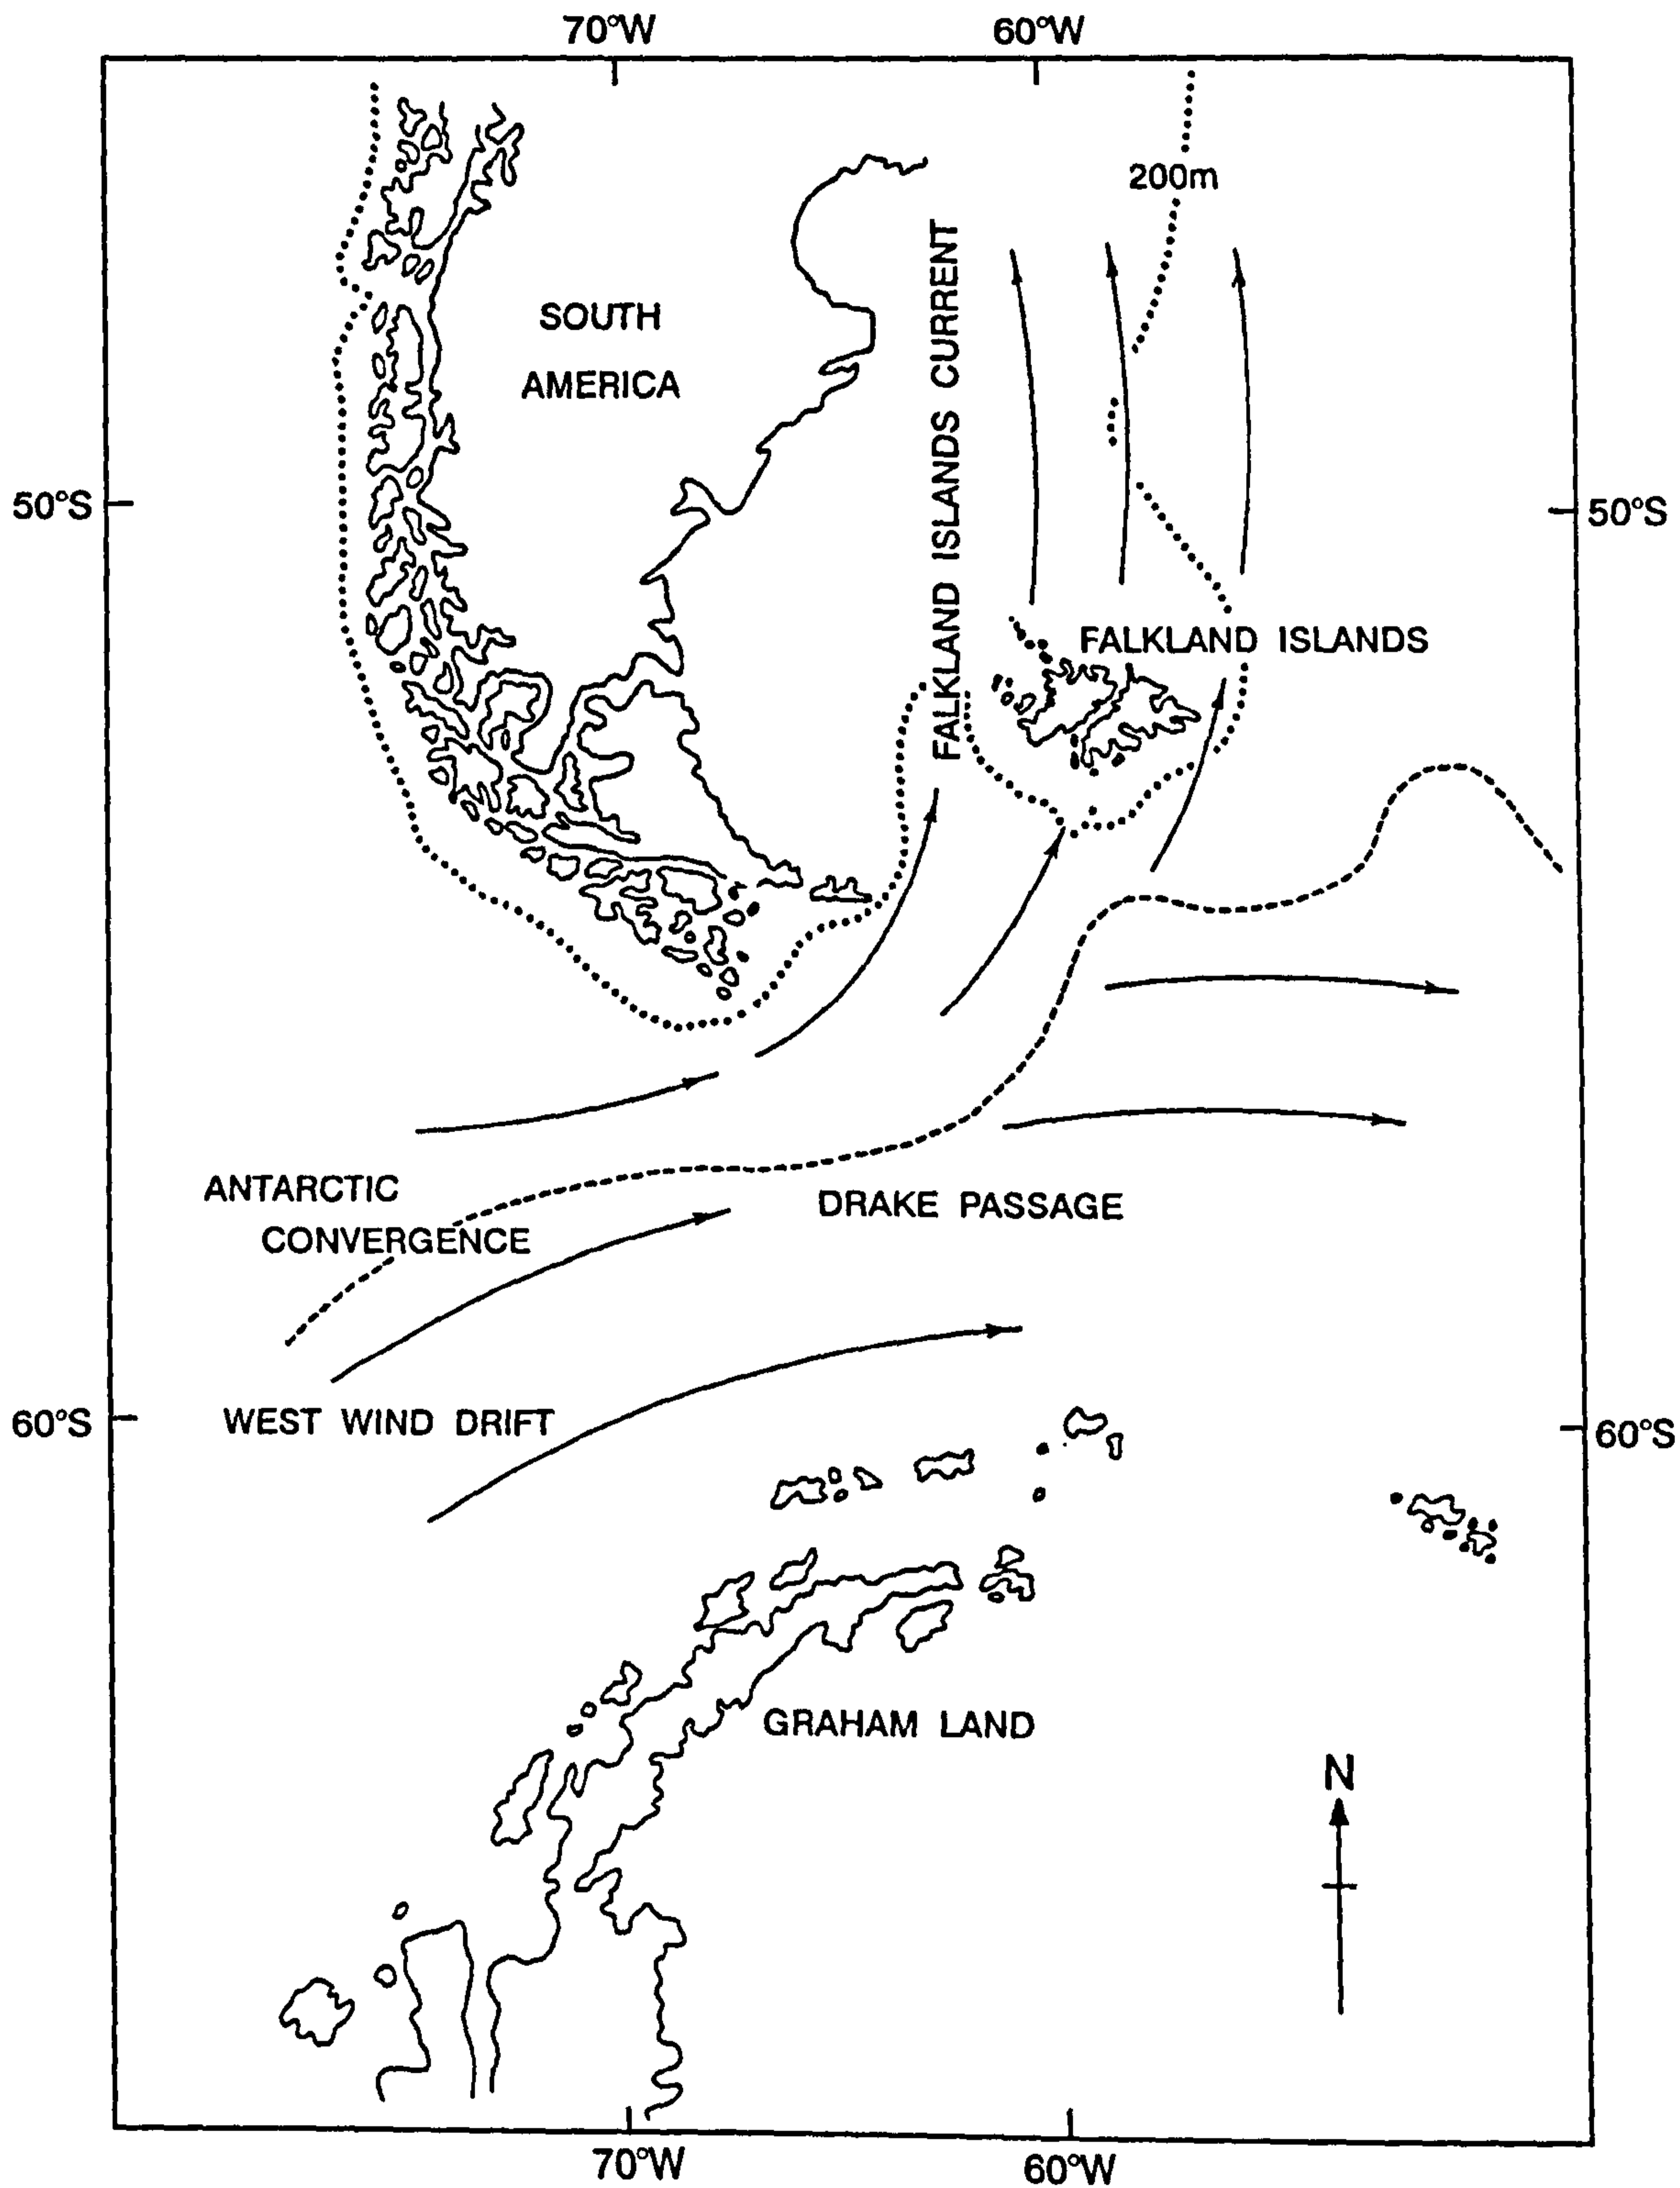 70°W
60°W
200m
SOUTH
AMERICA
FALKLAND ISLANDS CURRENT
50°S
50°S
FALKLAND ISLANDS
ANTARCTIC
CONVERGENCE
DRAKE PASSAGE
WEST WIND DRIFT
60°S
60°S
GRAHAM LAND
N
70°W
60°W